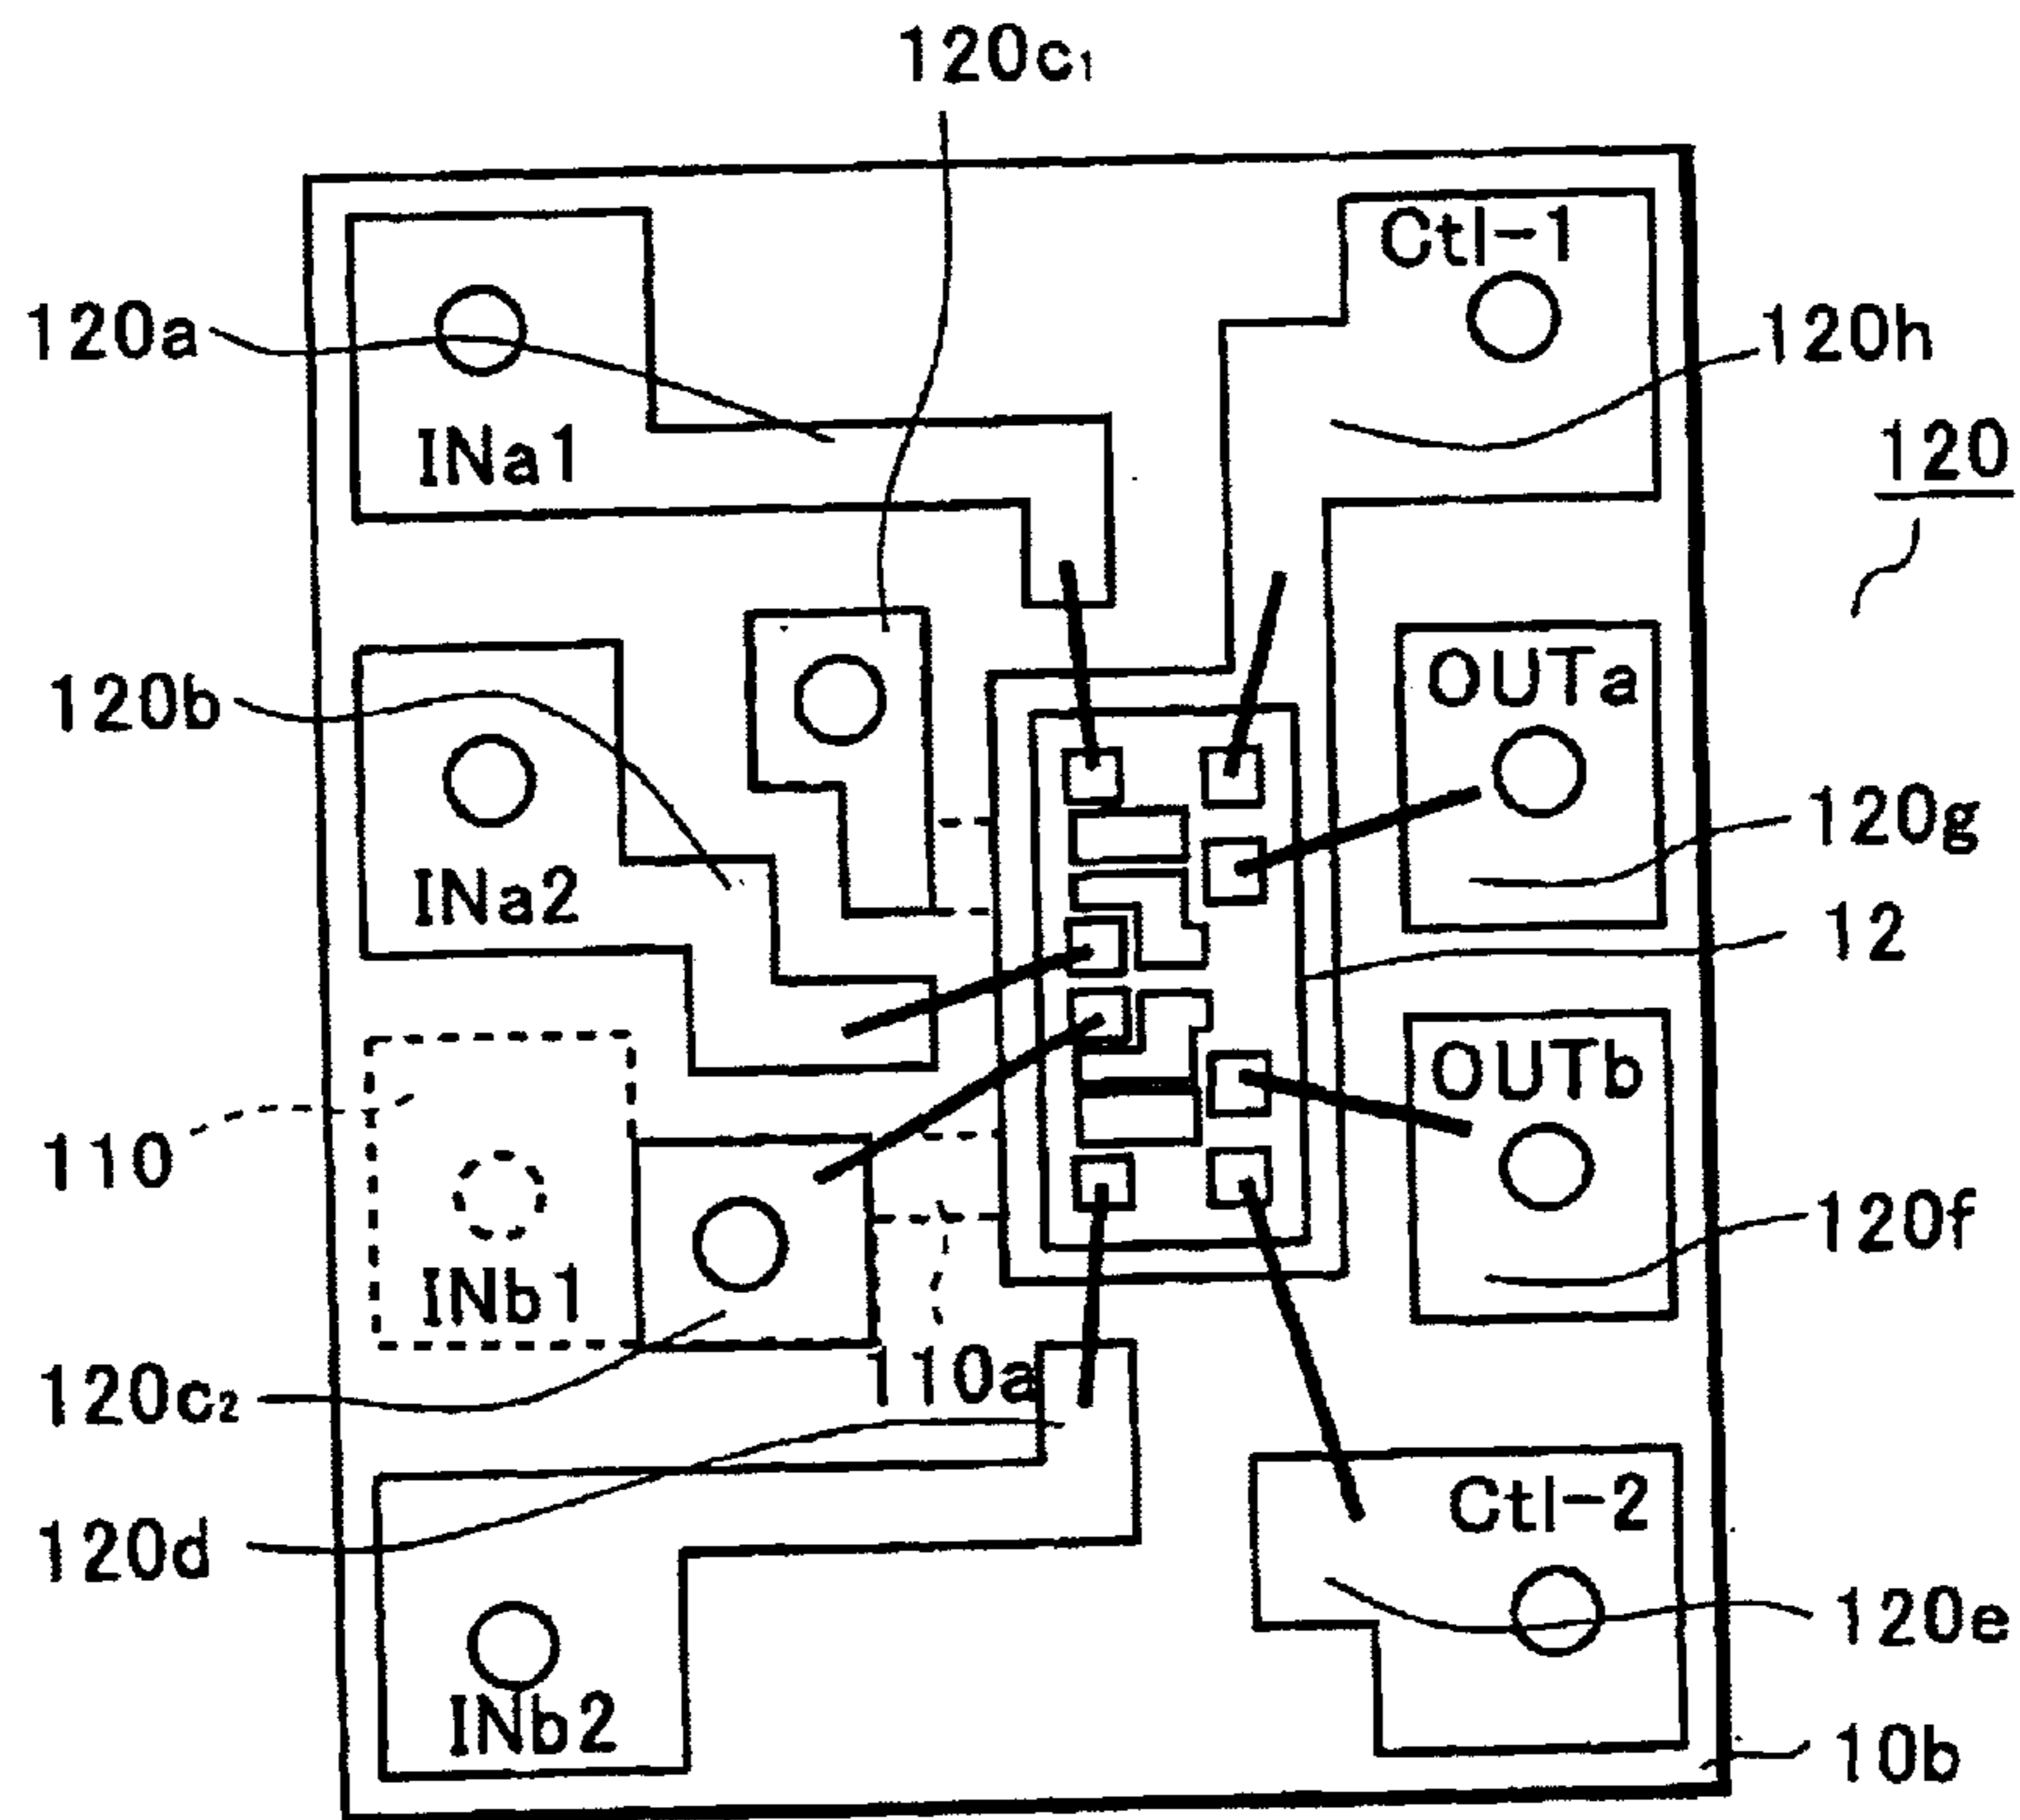 120c₁
Ctl-1
120a
120h
INa1
120
OUTa
120b
120g
INa2
12
OUTb
110
120f
INb1
110a
120c₂
Ctl-2
120d
120e
INb2
10b